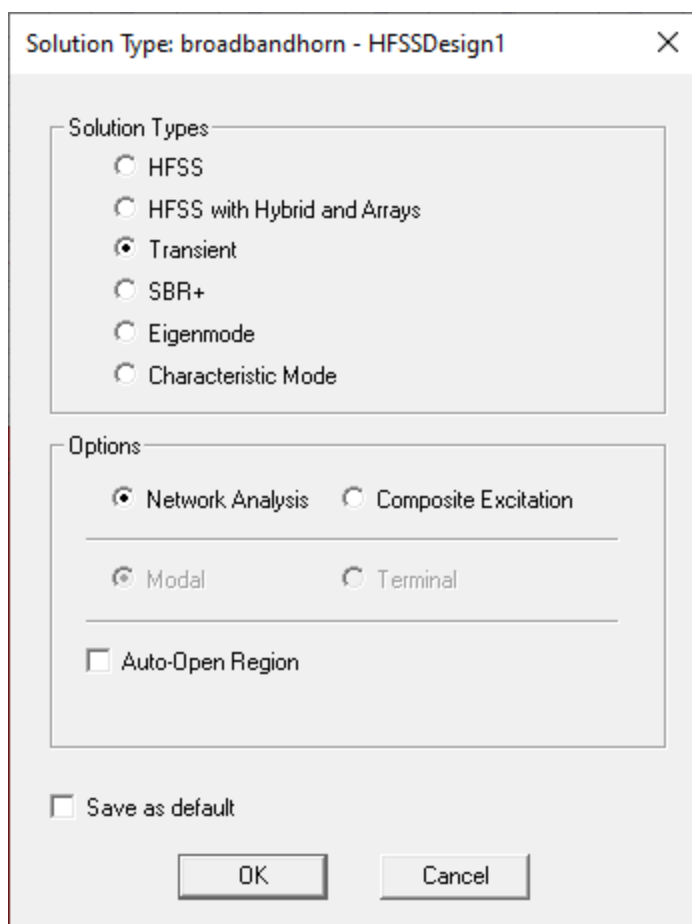 Solution Type: broadbandhorn - HFSSDesign1
Solution Types
HFSS
HFSS with Hybrid and Arrays
Transient
SBR+
Eigenmode
Characteristic Mode
Options
Network Analysis Composite Excitation
Modal Terminal
Auto-Open Region
Save as default
OK Cancel